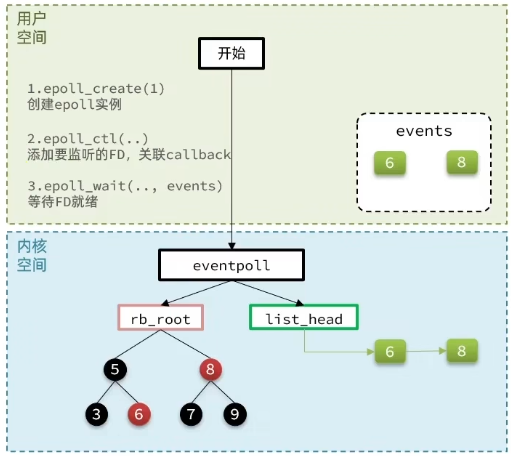 用户
空间
开始
1.epoll_create(1)
创建epoll实例
2.epoll_ctl(..)
添加要监听的FD，关联callback
3.epoll_wait(.., events)
等待FD就绪
events
6
8
内核
空间
eventpoll
rb_root
list_head
6
8
5
8
3
6
7
9